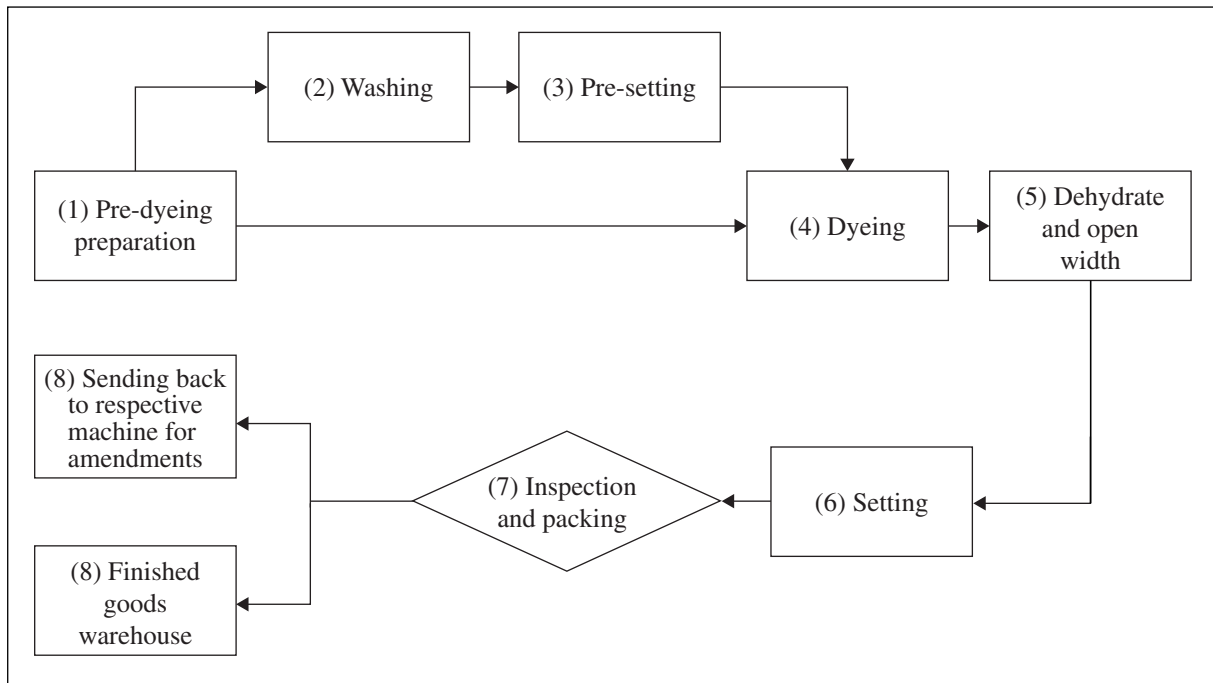 (2) Washing
(3) Pre-setting
(1) Pre-dyeing
preparation
(4) Dyeing
(5) Dehydrate
and open
width
(8) Sending back
to respective
machine for
amendments
(7) Inspection
and packing
(6) Setting
(8) Finished
goods
warehouse